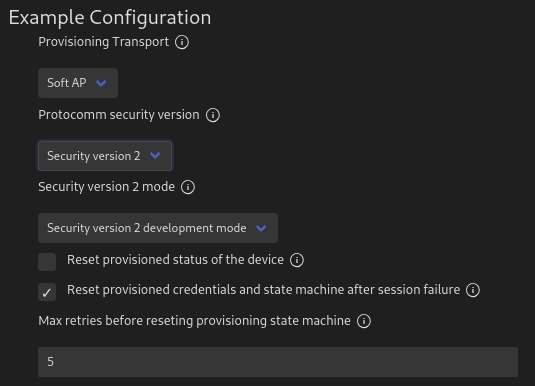 Example Configuration
Provisioning Transport
Soft AP
Protocomm security version
Security version 2
Security version 2 mode
Security version 2 development mode
Reset provisioned status of the device
Reset provisioned credentials and state machine after session failure
Max retries before reseting provisioning state machine
5